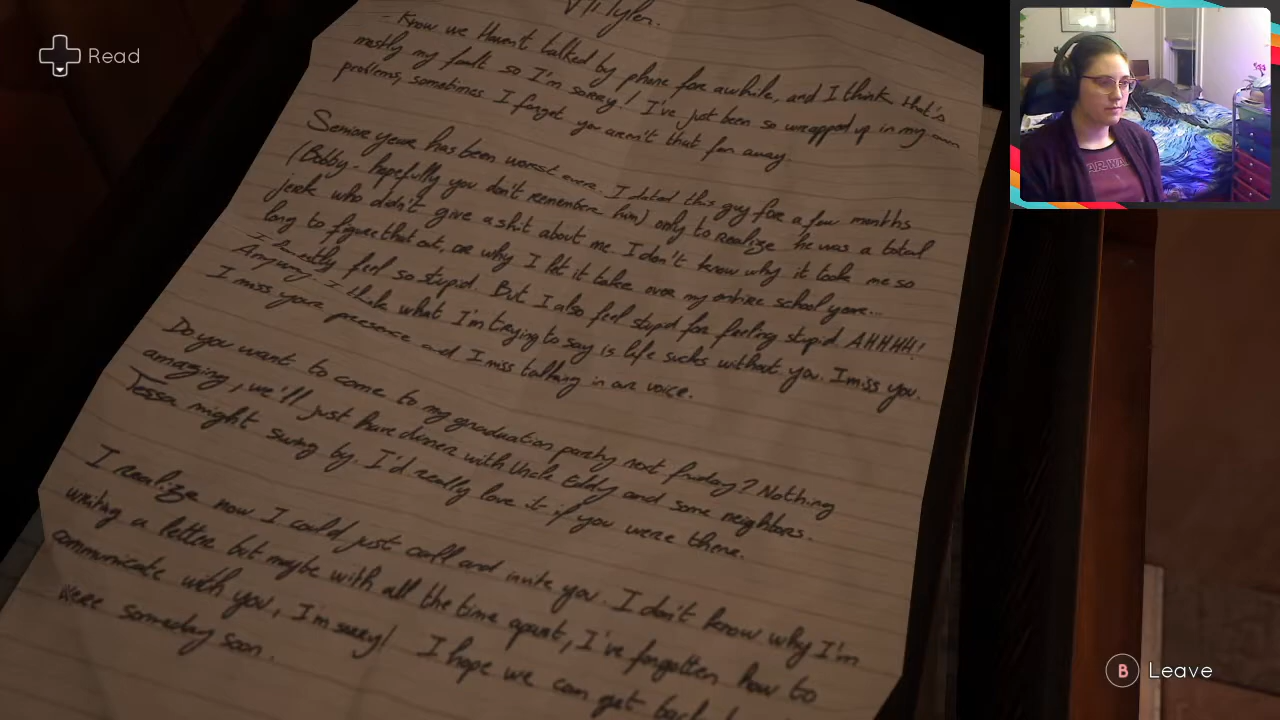 Hi Tyler.
- Know we Haven't talked by phone for awhile, and I think that's
mostly my fault so I'm sorry! I've just been so wrapped up in my own
problems, sometimes I forget you aren't that far away.
Senior year has been worst ever. I dated this guy for a few months
(Bobby - hopefully you don't remember him) only to realize he was a total
jerk who didn't give a shit about me. I don't know why it took me so
long to figure that out, or why I let it take over my entire school year...
I honestly feel so stupid. But I also feel stupid for feeling stupid. AHHHH!
Anyway I think what I'm trying to say is life sucks without you. I miss you.
I miss your presence and I miss talking in our voice.
Do you want to come to my graduation party next friday? Nothing
amazing, we'll just have dinner with Uncle Eddy and some neighbors.
Tessa might swing by. I'd really love it if you were there.
I realize now I could just call and invite you. I don't know why I'm
writing a letter but maybe with all the time apart, I've forgotten how to
communicate with you, I'm sorry! I hope we can get back
were someday soon.
Read
Leave
B